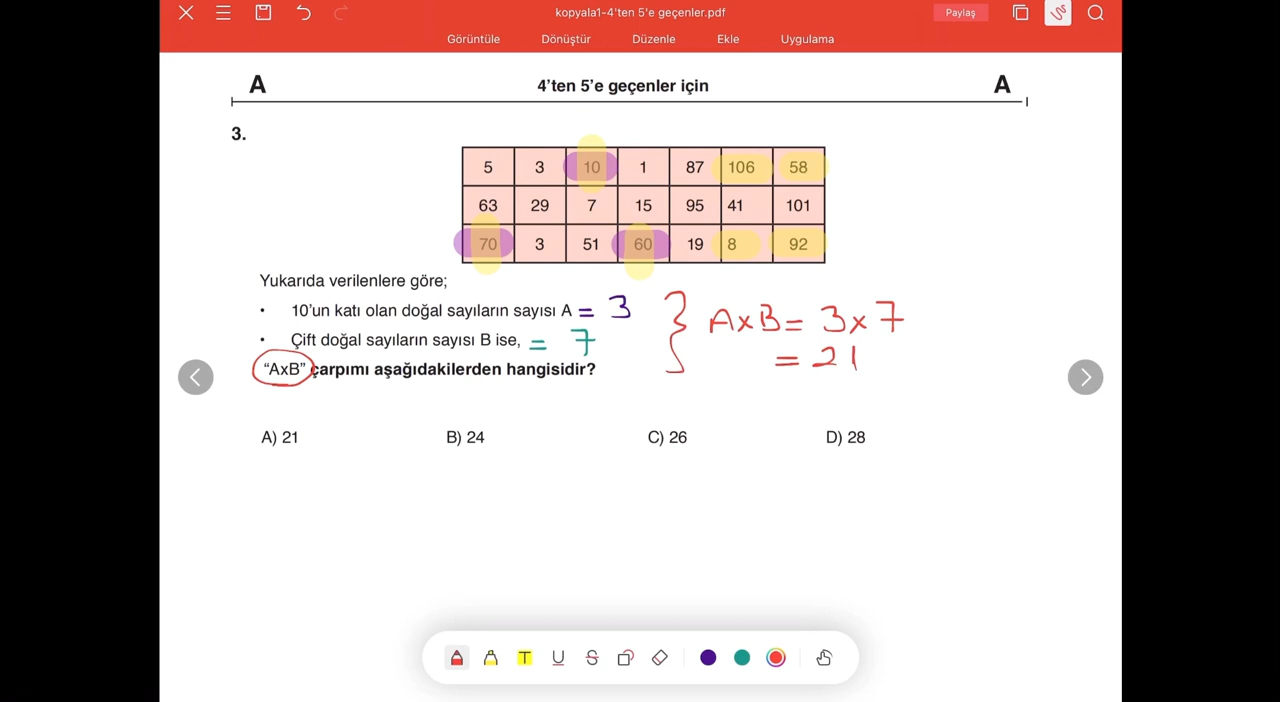 kopyala1-4'ten 5'e geçenler.pdf
Paylaş
Görüntüle Dönüştür Düzenle Ekle Uygulama
A 4'ten 5'e geçenler için A
3.
5 3 10 1 87 106 58
63 29 7 15 95 41 101
70 3 51 60 19 8 92
Yukarıda verilenlere göre;
• 10'un katı olan doğal sayıların sayısı A = 3
• Çift doğal sayıların sayısı B ise, = 7
} AxB = 3x7
= 21
"AxB" çarpımı aşağıdakilerden hangisidir?
A) 21 B) 24 C) 26 D) 28
T U S